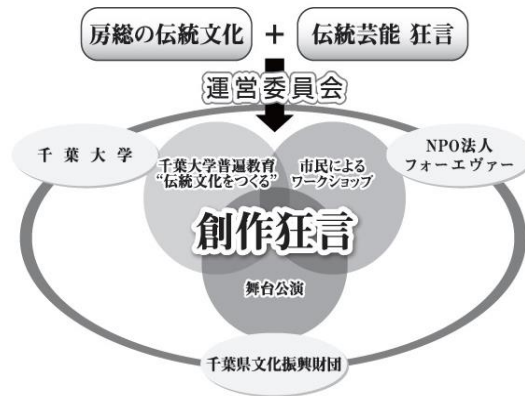 房総の伝統文化 + 伝統芸能 狂言
運営委員会
千葉大学
NPO法人
フォーエヴァー
千葉大学普遍教育
“伝統文化をつくる”
市民による
ワークショップ
創作狂言
舞台公演
千葉県文化振興財団